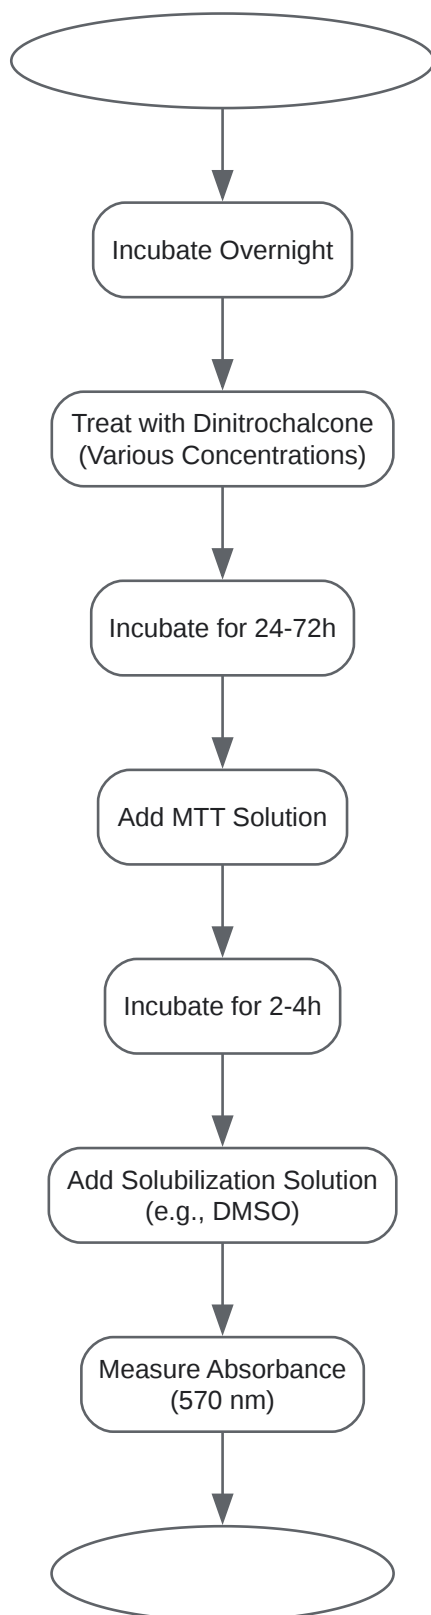 Incubate Overnight
Treat with Dinitrochalcone
(Various Concentrations)
Incubate for 24-72h
Add MTT Solution
Incubate for 2-4h
Add Solubilization Solution
(e.g., DMSO)
Measure Absorbance
(570 nm)